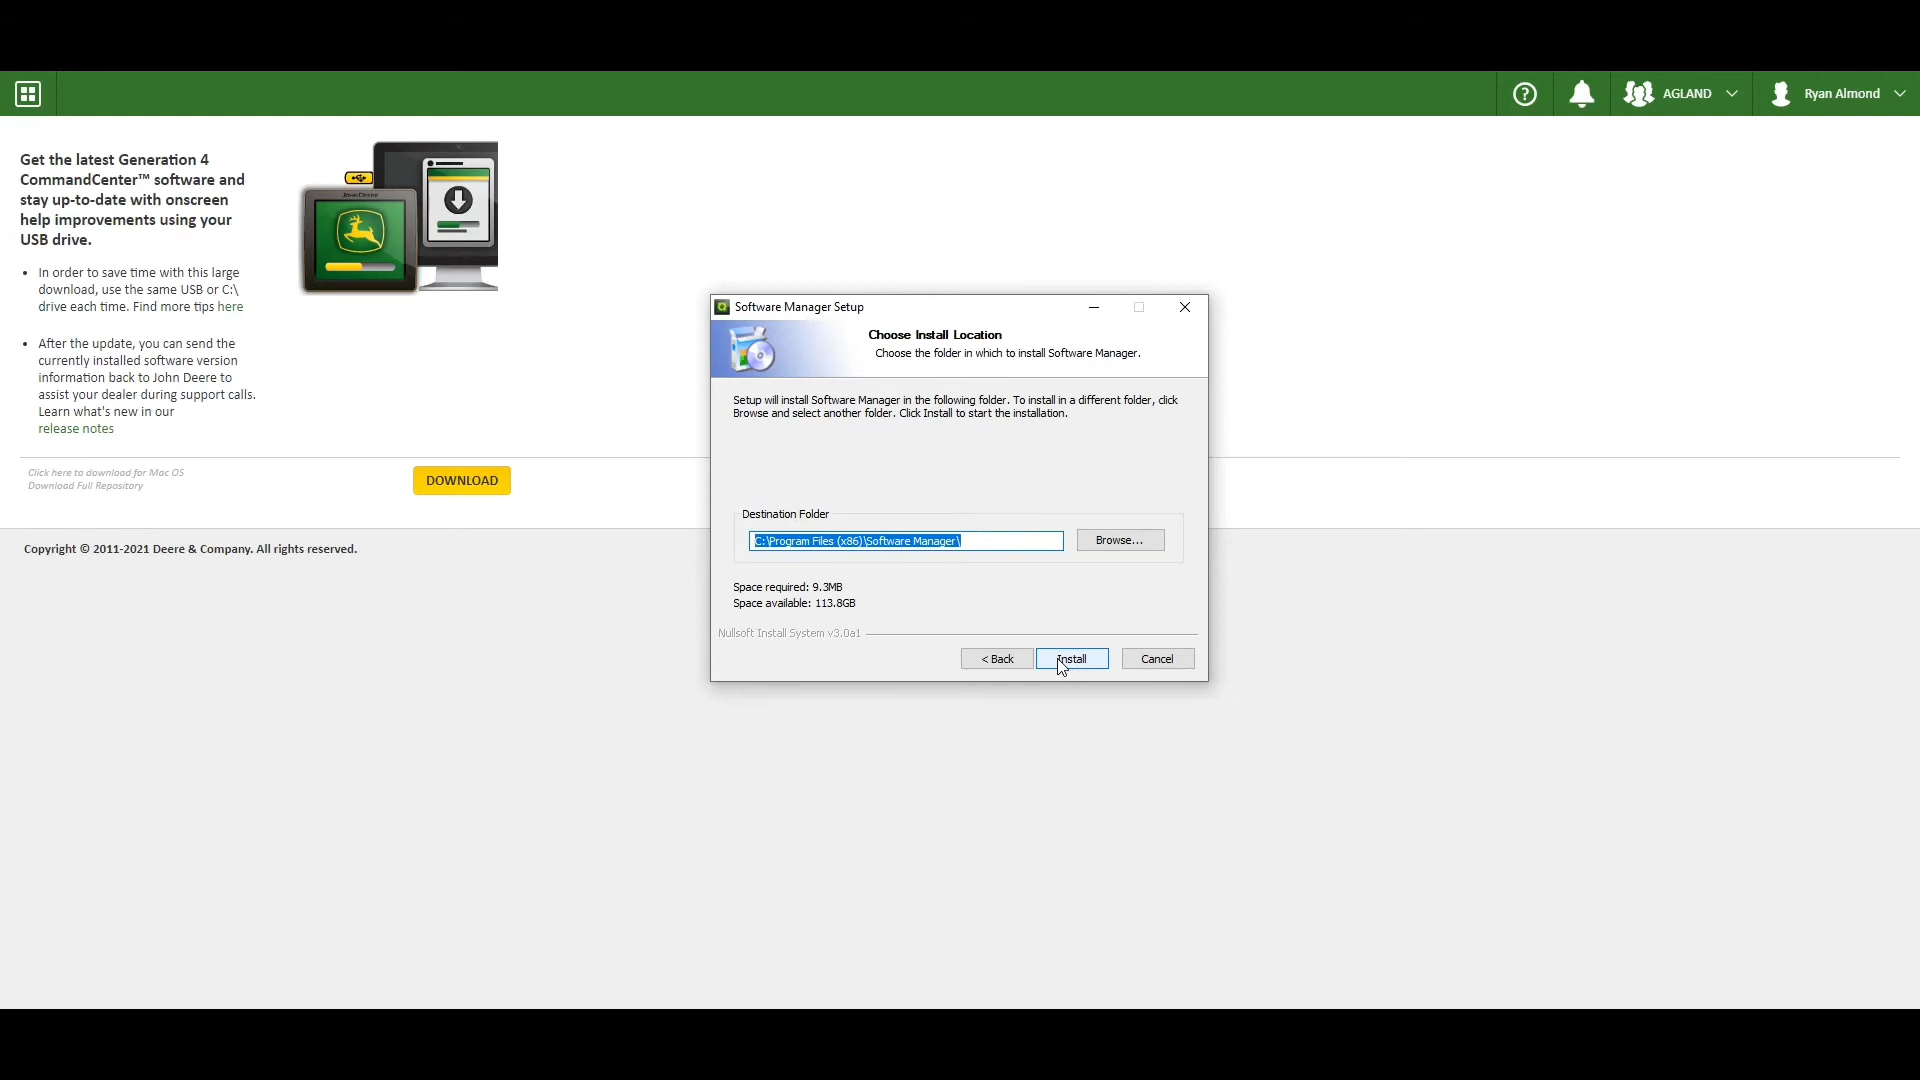 AGLAND
Ryan Almond
Get the latest Generation 4
CommandCenter™ software and
stay up-to-date with onscreen
help improvements using your
USB drive.
JOHN DEERE
• In order to save time with this large
download, use the same USB or C:\
drive each time. Find more tips here
• After the update, you can send the
currently installed software version
information back to John Deere to
assist your dealer during support calls.
Learn what's new in our
release notes
Click here to download for Mac OS
Download Full Repository
DOWNLOAD
Copyright © 2011-2021 Deere & Company. All rights reserved.
Software Manager Setup
Choose Install Location
Choose the folder in which to install Software Manager.
Setup will install Software Manager in the following folder. To install in a different folder, click
Browse and select another folder. Click Install to start the installation.
Destination Folder
C:\Program Files (x86)\Software Manager\
Browse...
Space required: 9.3MB
Space available: 113.8GB
Nullsoft Install System v3.0a1
< Back
Install
Cancel